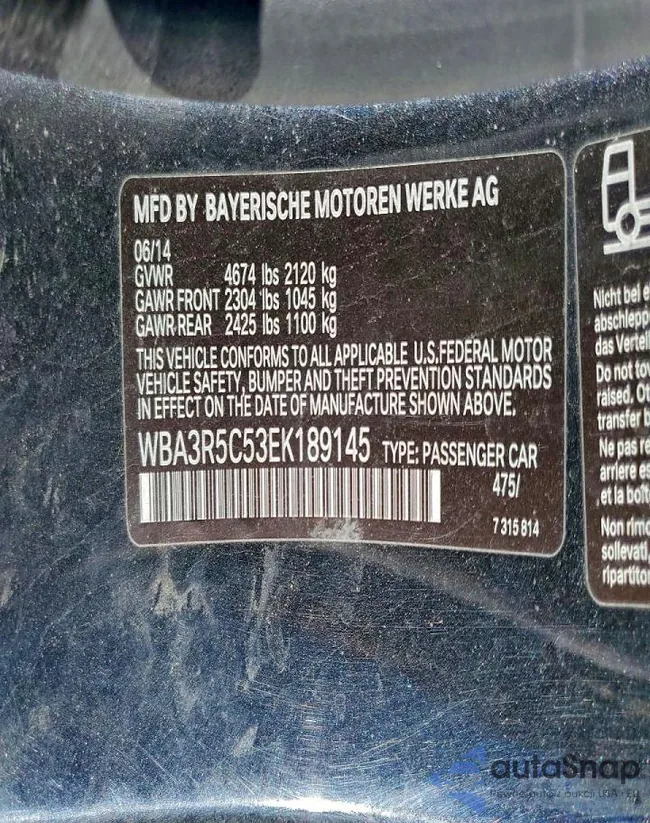 MFD BY BAYERISCHE MOTOREN WERKE AG
06/14
GVWR 4674 lbs 2120 kg
GAWR FRONT 2304 lbs 1045 kg
GAWR REAR 2425 lbs 1100 kg
THIS VEHICLE CONFORMS TO ALL APPLICABLE U.S.FEDERAL MOTOR
VEHICLE SAFETY, BUMPER AND THEFT PREVENTION STANDARDS
IN EFFECT ON THE DATE OF MANUFACTURE SHOWN ABOVE.
WBA3R5C53EK189145 TYPE: PASSENGER CAR
475/
7 315 814
Nicht bei e
abschlepp
das Verteil
Do not tow
raised. Ot
transfer b
Ne pas re
arriere es
et la boît
Non rimo
sollevati,
ripartitor
autoSnap